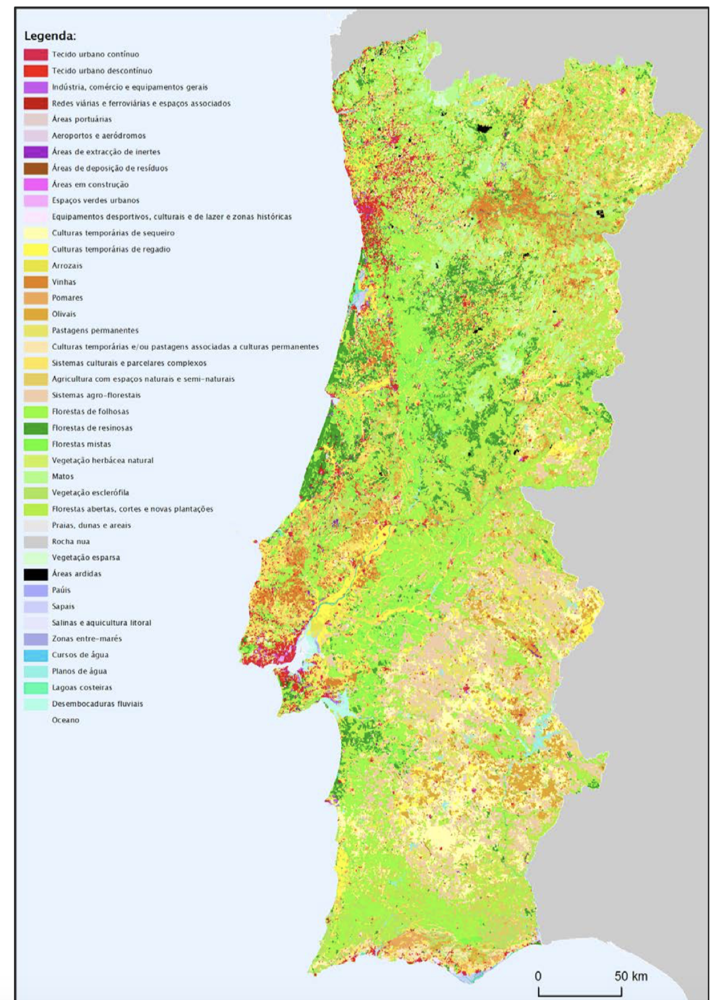 Legenda:
Tecido urbano contínuo
Tecido urbano descontínuo
Indústria, comércio e equipamentos gerais
Redes viárias e ferroviárias e espaços associados
Áreas portuárias
Aeroportos e aeródromos
Áreas de extracção de inertes
Áreas de deposição de resíduos
Áreas em construção
Espaços verdes urbanos
Equipamentos desportivos, culturais e de lazer e zonas históricas
Culturas temporárias de sequeiro
Culturas temporárias de regadio
Arrozais
Vinhas
Pomares
Olivais
Pastagens permanentes
Culturas temporárias e/ou pastagens associadas a culturas permanentes
Sistemas culturais e parcelares complexos
Agricultura com espaços naturais e semi-naturais
Sistemas agro-florestais
Florestas de folhosas
Florestas de resinosas
Florestas mistas
Vegetação herbácea natural
Matos
Vegetação esclerófila
Florestas abertas, cortes e novas plantações
Praias, dunas e areais
Rocha nua
Vegetação esparsa
Áreas ardidas
Paúis
Sapais
Salinas e aquicultura litoral
Zonas entre-marés
Cursos de água
Planos de água
Lagoas costeiras
Desembocaduras fluviais
Oceano
0 50 km